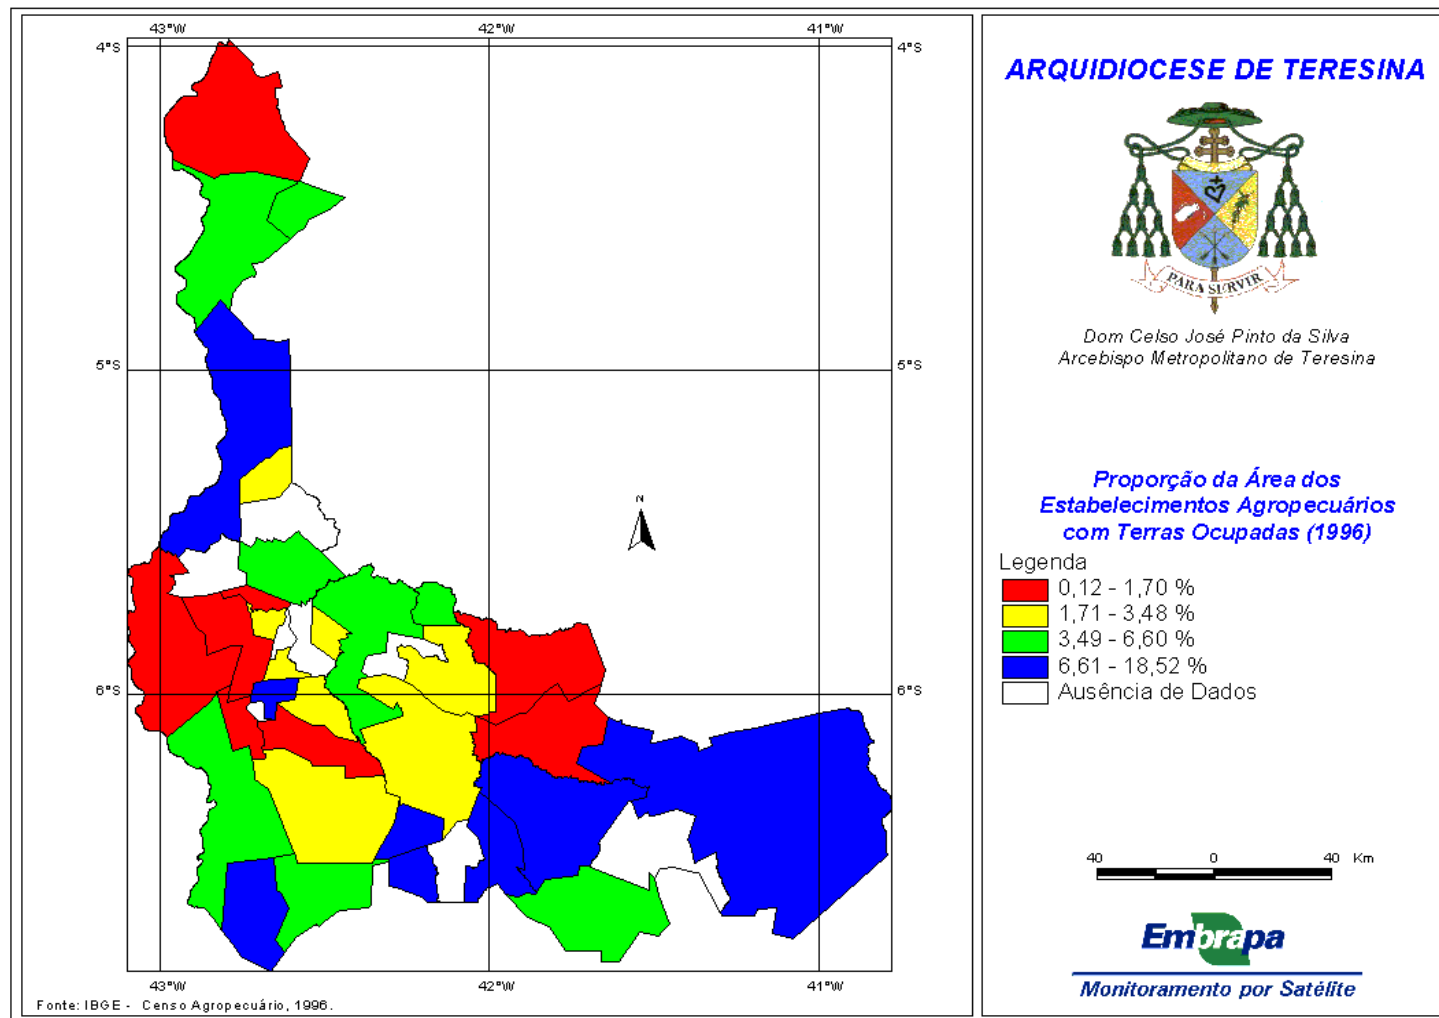 43°W 42°W 41°W
4°S 4°S
5°S 5°S
6°S 6°S
43°W 42°W 41°W
N
Fonte: IBGE - Censo Agropecuário, 1996.
ARQUIDIOCESE DE TERESINA
PARA SERVIR
Dom Celso José Pinto da Silva
Arcebispo Metropolitano de Teresina
Proporção da Área dos
Estabelecimentos Agropecuários
com Terras Ocupadas (1996)
Legenda
0,12 - 1,70 %
1,71 - 3,48 %
3,49 - 6,60 %
6,61 - 18,52 %
Ausência de Dados
40 0 40 Km
Embrapa
Monitoramento por Satélite